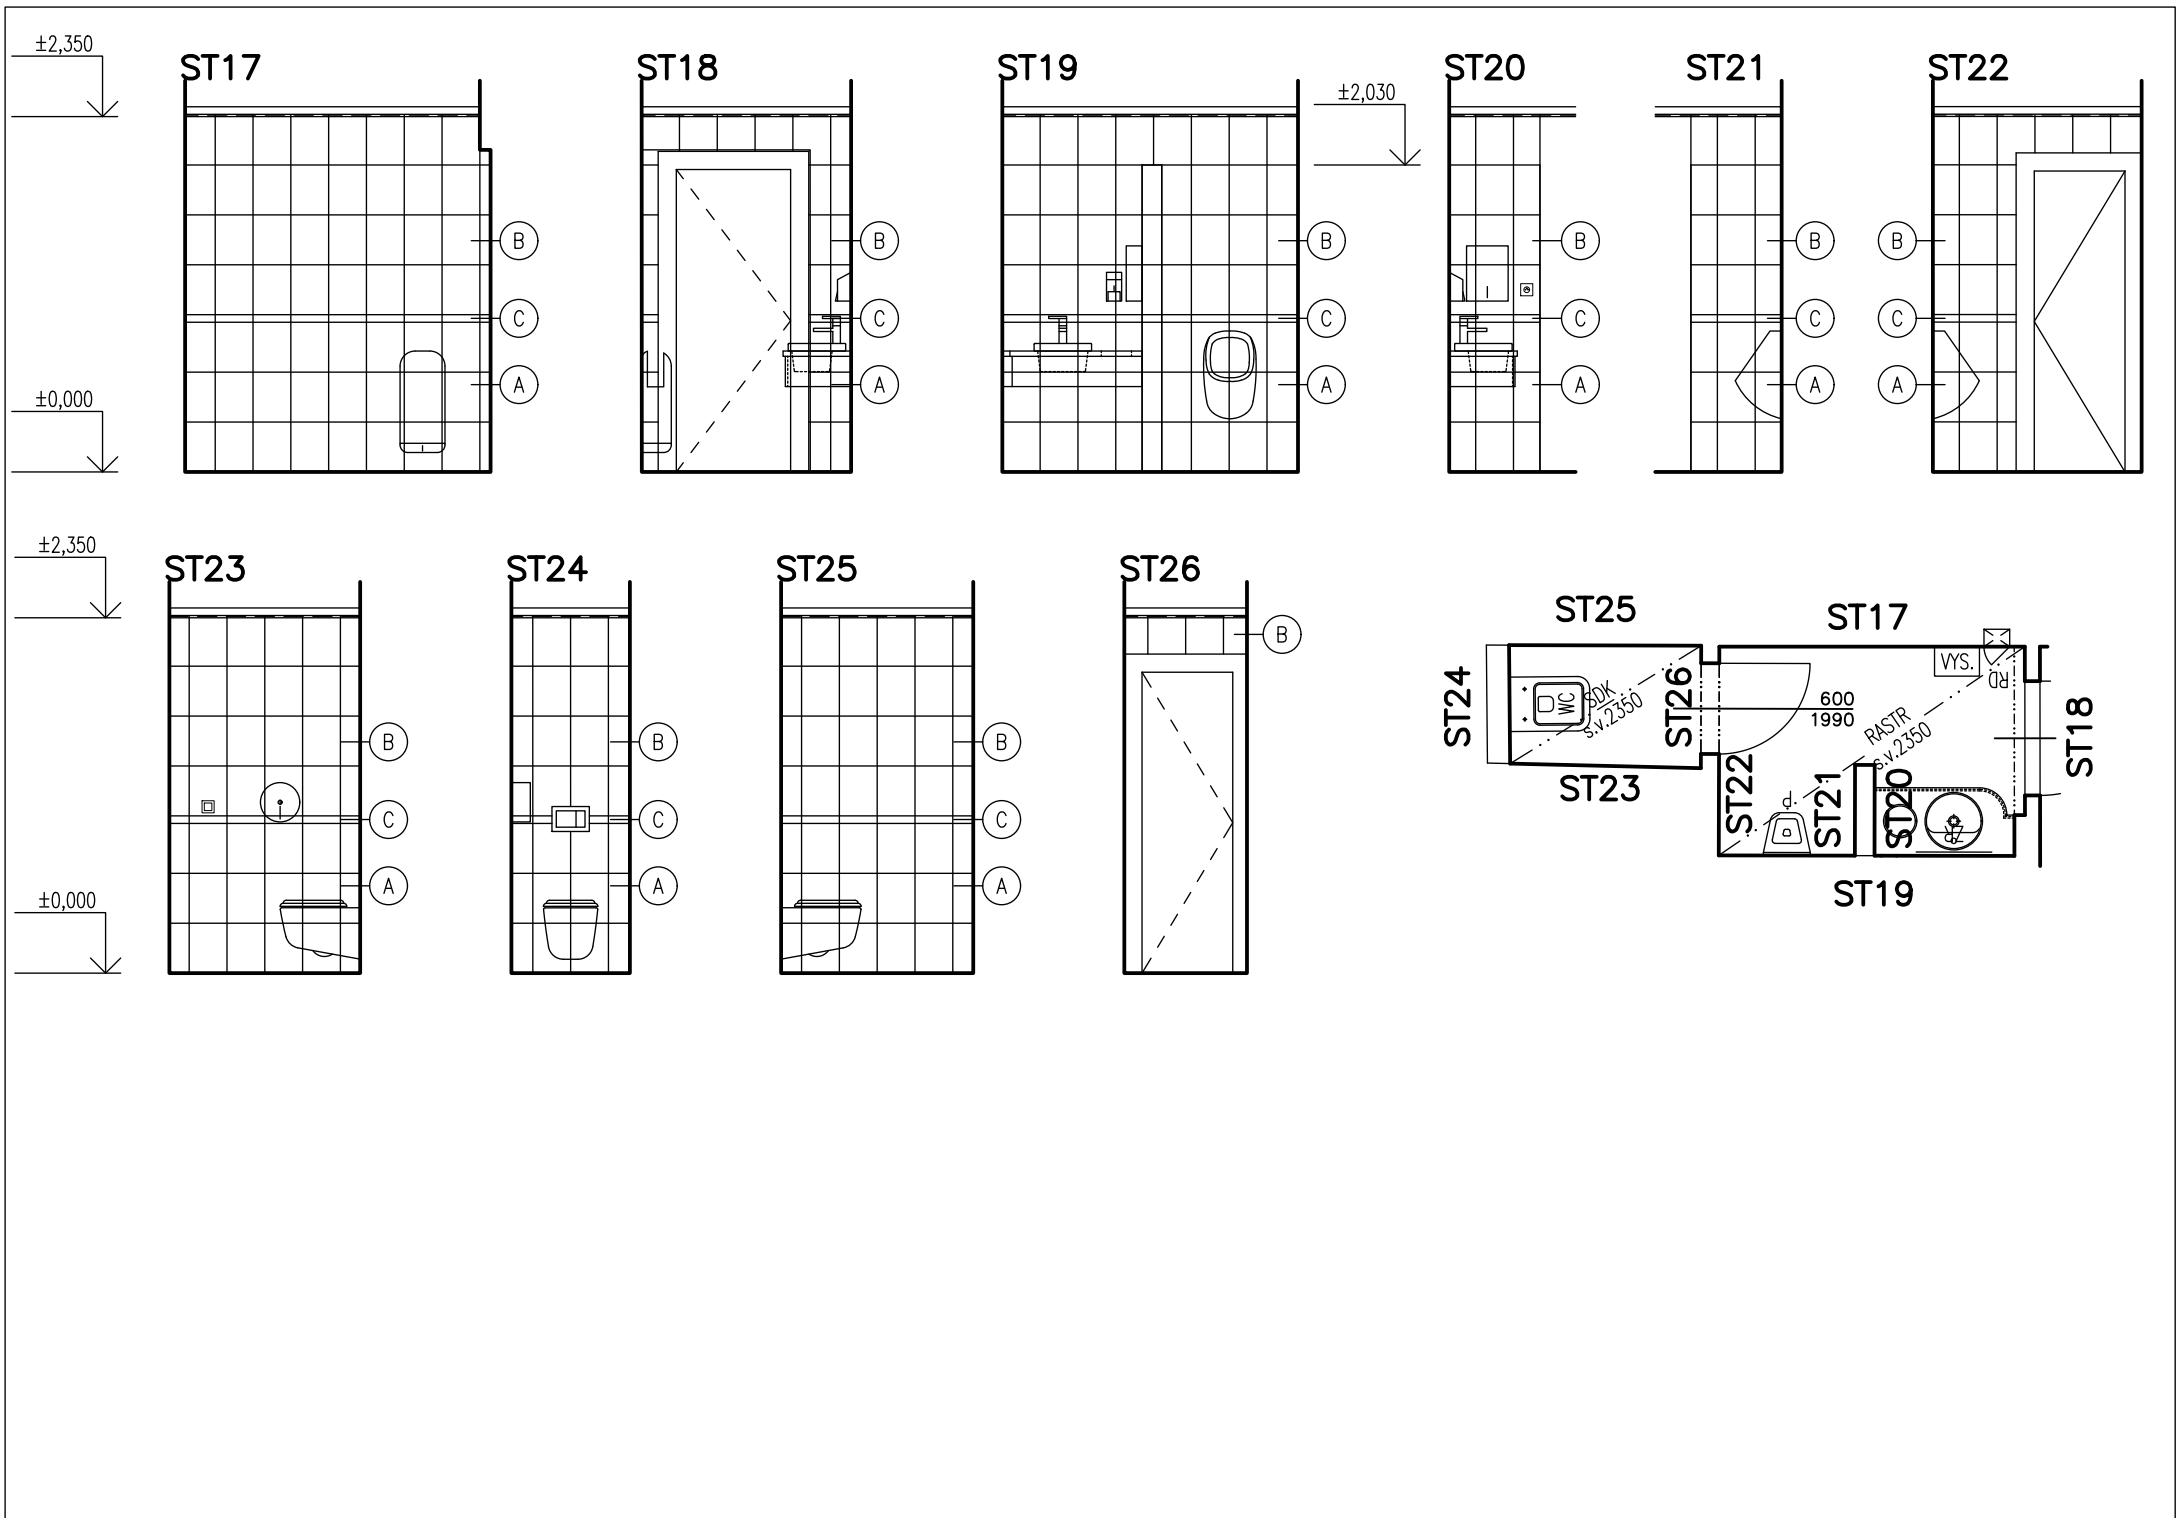 ±2,350
ST17
ST18
ST19
±2,030
ST20
ST21
ST22
B
B
B
B
B
B
C
C
C
C
C
C
A
A
A
A
A
A
±0,000
±2,350
ST23
ST24
ST25
ST26
B
B
B
B
C
C
C
A
A
A
±0,000
ST25
ST17
ST24
WC
SDK
s.v.2350
ST26
600
1990
VYS.
RD
RASTR
s.v.2350
ST18
ST23
ST22
P
ST21
ST20
ST19